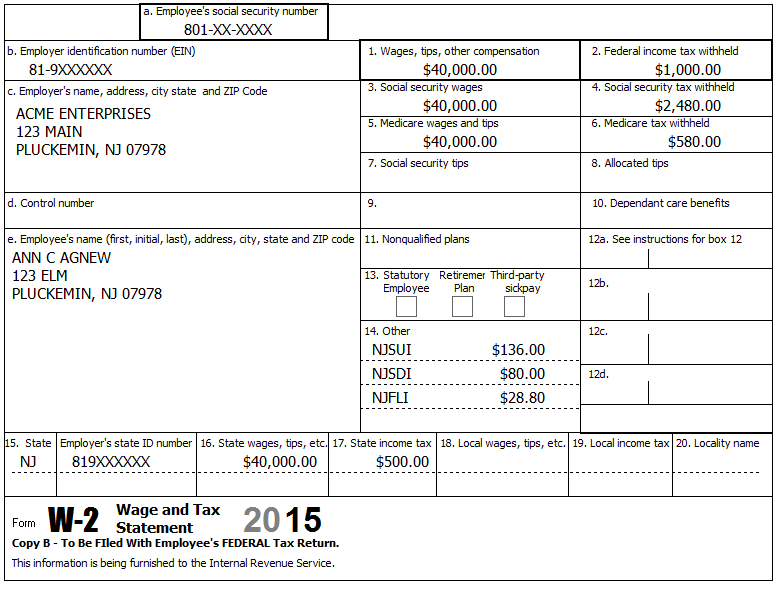 a. Employee's social security number
801-XX-XXXX
b. Employer identification number (EIN)
81-9XXXXXX
1. Wages, tips, other compensation
$40,000.00
2. Federal income tax withheld
$1,000.00
c. Employer's name, address, city state and ZIP Code
ACME ENTERPRISES
123 MAIN
PLUCKEMIN, NJ 07978
3. Social security wages
$40,000.00
4. Social security tax withheld
$2,480.00
5. Medicare wages and tips
$40,000.00
6. Medicare tax withheld
$580.00
7. Social security tips
8. Allocated tips
d. Control number
9.
10. Dependant care benefits
e. Employee's name (first, initial, last), address, city, state and ZIP code
ANN C AGNEW
123 ELM
PLUCKEMIN, NJ 07978
11. Nonqualified plans
12a. See instructions for box 12
13. Statutory Employee
Retiremer Plan
Third-party sickpay
12b.
14. Other
NJSUI $136.00
NJSDI $80.00
NJFLI $28.80
12c.
12d.
15. State
NJ
Employer's state ID number
819XXXXXX
16. State wages, tips, etc.
$40,000.00
17. State income tax
$500.00
18. Local wages, tips, etc.
19. Local income tax
20. Locality name
Form W-2 Wage and Tax Statement 2015
Copy B - To Be FIled With Employee's FEDERAL Tax Return.
This information is being furnished to the Internal Revenue Service.